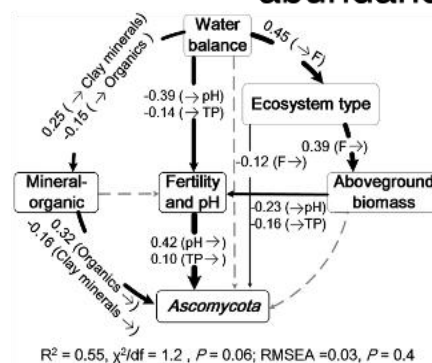 abundance
Water
balance
0.25 (→ Clay minerals)
-0.15 (→ Organics )
0.45 (→F)
-0.39 (→pH)
-0.14 (→TP)
Ecosystem type
-0.12 (F→)
0.39 (F→)
Mineral-
organic
Fertility
and pH
Aboveground
biomass
-0.23 (→pH)
-0.16 (→TP)
0.32 (Organics →)
-0.16 (Clay minerals →)
0.42 (pH→)
0.10 (TP→)
Ascomycota
R² = 0.55, χ²/df = 1.2 , P = 0.06; RMSEA =0.03, P = 0.4